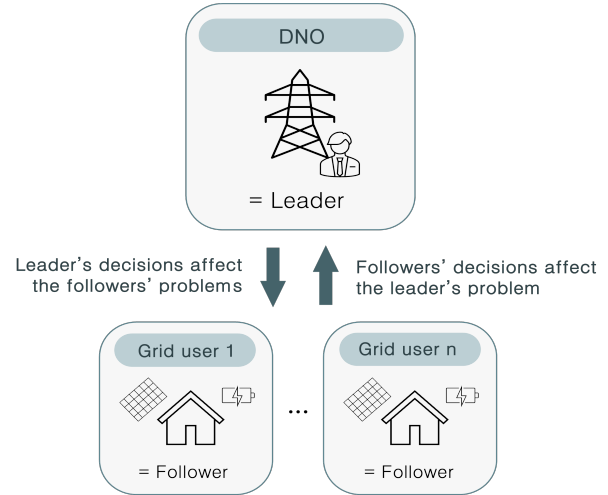 DNO
= Leader
Leader's decisions affect
the followers' problems
Followers' decisions affect
the leader's problem
Grid user 1
Grid user n
...
= Follower
= Follower